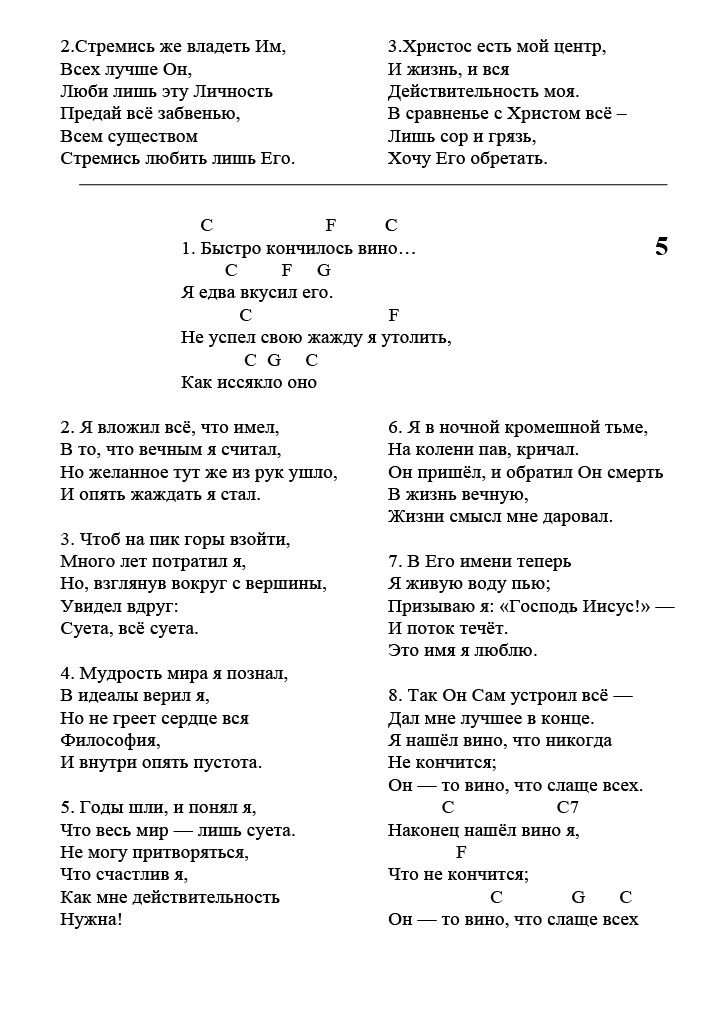 2.Стремись же владеть Им,
Всех лучше Он,
Люби лишь эту Личность
Предай всё забвенью,
Всем существом
Стремись любить лишь Его.
3.Христос есть мой центр,
И жизнь, и вся
Действительность моя.
В сравненье с Христом всё –
Лишь сор и грязь,
Хочу Его обретать.
C F C
1. Быстро кончилось вино…
5
C F G
Я едва вкусил его.
C F
Не успел свою жажду я утолить,
C G C
Как иссякло оно
2. Я вложил всё, что имел,
В то, что вечным я считал,
Но желанное тут же из рук ушло,
И опять жаждать я стал.
3. Чтоб на пик горы взойти,
Много лет потратил я,
Но, взглянув вокруг с вершины,
Увидел вдруг:
Суета, всё суета.
4. Мудрость мира я познал,
В идеалы верил я,
Но не греет сердце вся
Философия,
И внутри опять пустота.
5. Годы шли, и понял я,
Что весь мир — лишь суета.
Не могу притворяться,
Что счастлив я,
Как мне действительность
Нужна!
6. Я в ночной кромешной тьме,
На колени пав, кричал.
Он пришёл, и обратил Он смерть
В жизнь вечную,
Жизни смысл мне даровал.
7. В Его имени теперь
Я живую воду пью;
Призываю я: «Господь Иисус!» —
И поток течёт.
Это имя я люблю.
8. Так Он Сам устроил всё —
Дал мне лучшее в конце.
Я нашёл вино, что никогда
Не кончится;
Он — то вино, что слаще всех.
C C7
Наконец нашёл вино я,
F
Что не кончится;
C G C
Он — то вино, что слаще всех